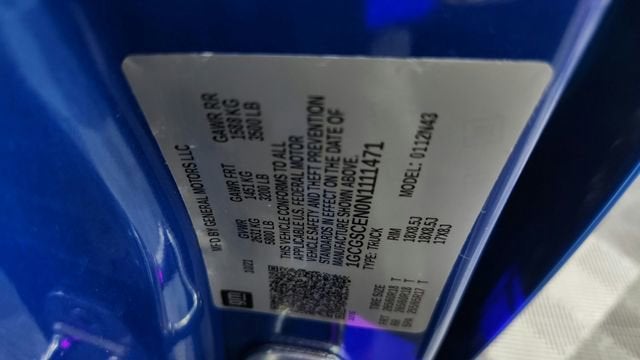 MFD BY GENERAL MOTORS LLC
10/21
GVWR GAWR FRT GAWR RR
2631 KG 1451 KG 1588 KG
5800 LB 3200 LB 3500 LB
THIS VEHICLE CONFORMS TO ALL
APPLICABLE U.S. FEDERAL MOTOR
VEHICLE SAFETY AND THEFT PREVENTION
STANDARDS IN EFFECT ON THE DATE OF
MANUFACTURE SHOWN ABOVE.
1GCGSCEN0N1111471
TYPE: TRUCK MODEL: 0112N43
TIRE SIZE RIM
FRT 18X8.5J
RR 18X8.5J
SPA 17X8J